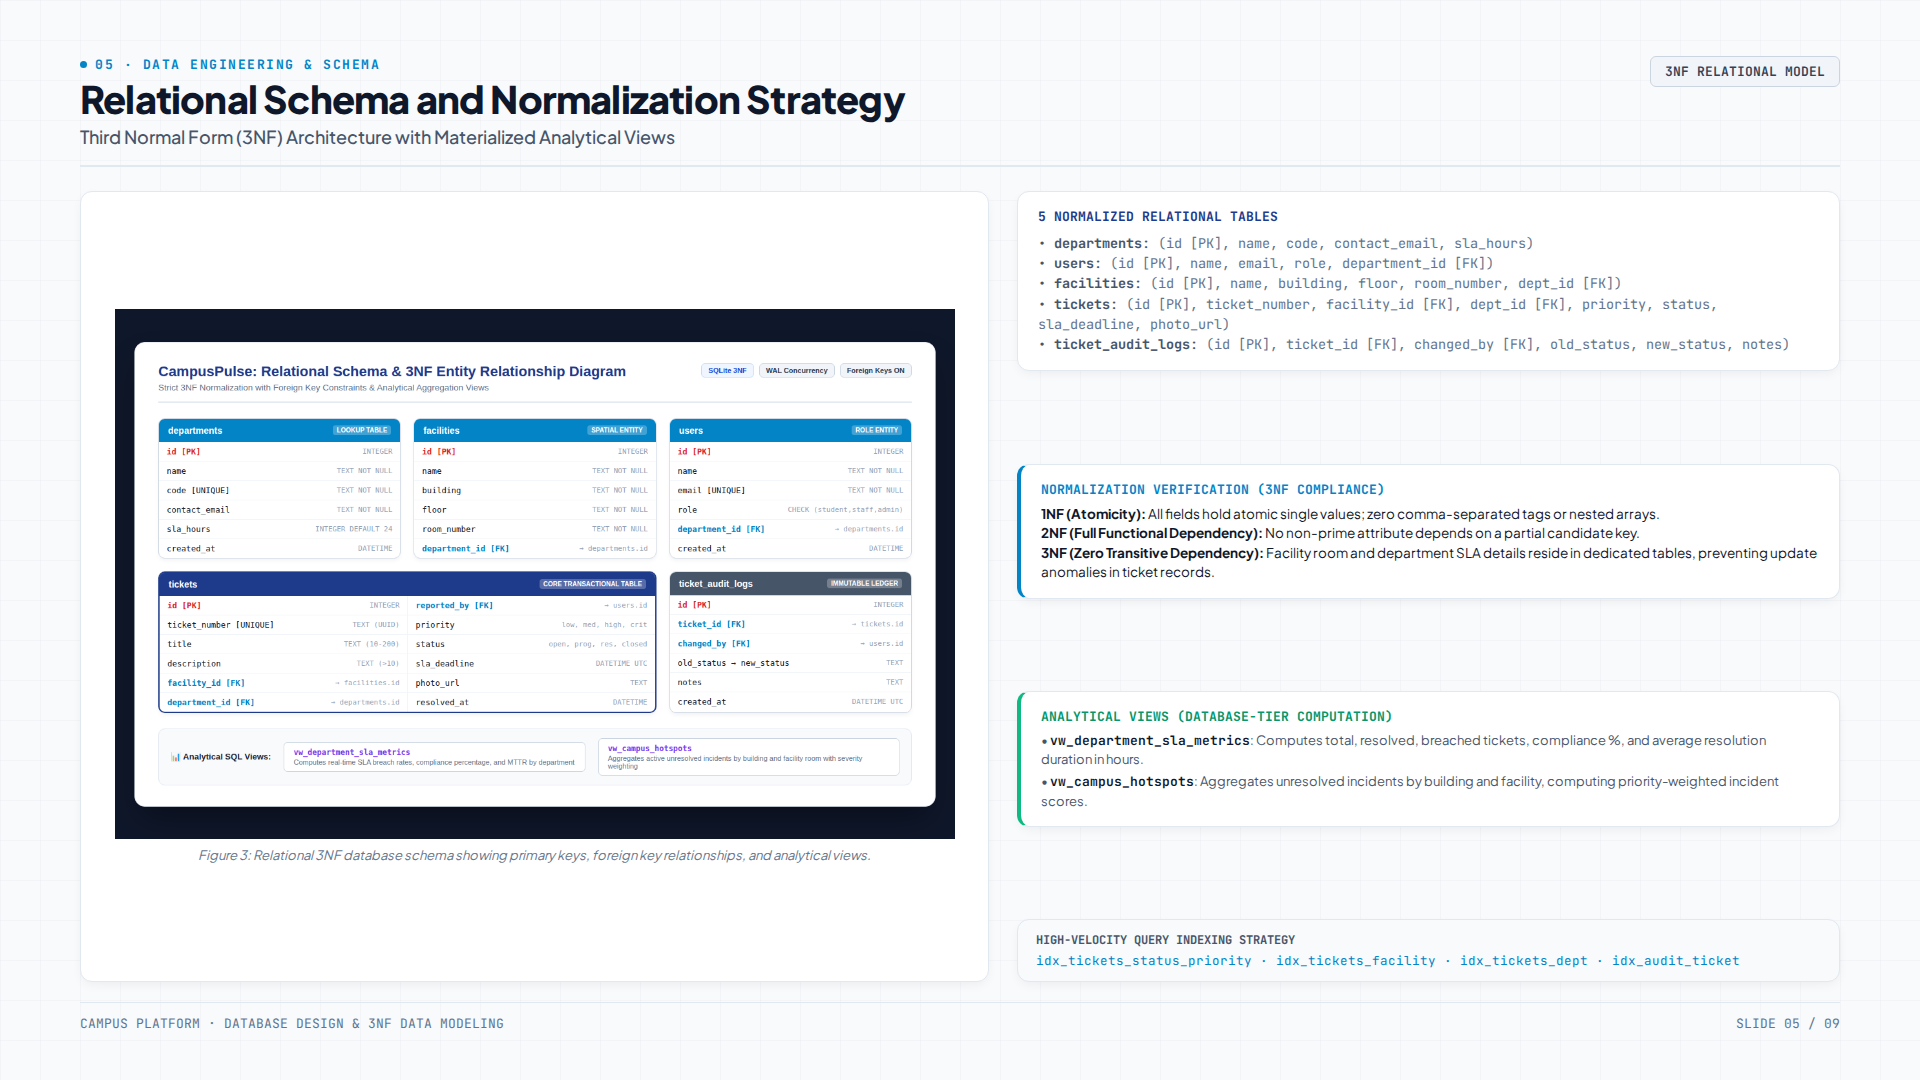 05 · DATA ENGINEERING & SCHEMA
Relational Schema and Normalization Strategy
Third Normal Form (3NF) Architecture with Materialized Analytical Views
3NF RELATIONAL MODEL
CampusPulse: Relational Schema & 3NF Entity Relationship Diagram
Strict 3NF Normalization with Foreign Key Constraints & Analytical Aggregation Views
SQLite 3NF
WAL Concurrency
Foreign Keys ON
departments LOOKUP TABLE
id [PK] INTEGER
name TEXT NOT NULL
code [UNIQUE] TEXT NOT NULL
contact_email TEXT NOT NULL
sla_hours INTEGER DEFAULT 24
created_at DATETIME
facilities SPATIAL ENTITY
id [PK] INTEGER
name TEXT NOT NULL
building TEXT NOT NULL
floor TEXT NOT NULL
room_number TEXT NOT NULL
department_id [FK] → departments.id
users ROLE ENTITY
id [PK] INTEGER
name TEXT NOT NULL
email [UNIQUE] TEXT NOT NULL
role CHECK (student,staff,admin)
department_id [FK] → departments.id
created_at DATETIME
tickets CORE TRANSACTIONAL TABLE
id [PK] INTEGER
ticket_number [UNIQUE] TEXT (UUID)
title TEXT (10-200)
description TEXT (>10)
facility_id [FK] → facilities.id
department_id [FK] → departments.id
reported_by [FK] → users.id
priority low, med, high, crit
status open, prog, res, closed
sla_deadline DATETIME UTC
photo_url TEXT
resolved_at DATETIME
ticket_audit_logs IMMUTABLE LEDGER
id [PK] INTEGER
ticket_id [FK] → tickets.id
changed_by [FK] → users.id
old_status → new_status TEXT
notes TEXT
created_at DATETIME UTC
📊 Analytical SQL Views:
vw_department_sla_metrics
Computes real-time SLA breach rates, compliance percentage, and MTTR by department
vw_campus_hotspots
Aggregates active unresolved incidents by building and facility room with severity
weighting
Figure 3: Relational 3NF database schema showing primary keys, foreign key relationships, and analytical views.
5 NORMALIZED RELATIONAL TABLES
• departments: (id [PK], name, code, contact_email, sla_hours)
• users: (id [PK], name, email, role, department_id [FK])
• facilities: (id [PK], name, building, floor, room_number, dept_id [FK])
• tickets: (id [PK], ticket_number, facility_id [FK], dept_id [FK], priority, status,
sla_deadline, photo_url)
• ticket_audit_logs: (id [PK], ticket_id [FK], changed_by [FK], old_status, new_status, notes)
NORMALIZATION VERIFICATION (3NF COMPLIANCE)
1NF (Atomicity): All fields hold atomic single values; zero comma-separated tags or nested arrays.
2NF (Full Functional Dependency): No non-prime attribute depends on a partial candidate key.
3NF (Zero Transitive Dependency): Facility room and department SLA details reside in dedicated tables, preventing update
anomalies in ticket records.
ANALYTICAL VIEWS (DATABASE-TIER COMPUTATION)
• vw_department_sla_metrics: Computes total, resolved, breached tickets, compliance %, and average resolution
duration in hours.
• vw_campus_hotspots: Aggregates unresolved incidents by building and facility, computing priority-weighted incident
scores.
HIGH-VELOCITY QUERY INDEXING STRATEGY
idx_tickets_status_priority · idx_tickets_facility · idx_tickets_dept · idx_audit_ticket
CAMPUS PLATFORM · DATABASE DESIGN & 3NF DATA MODELING
SLIDE 05 / 09